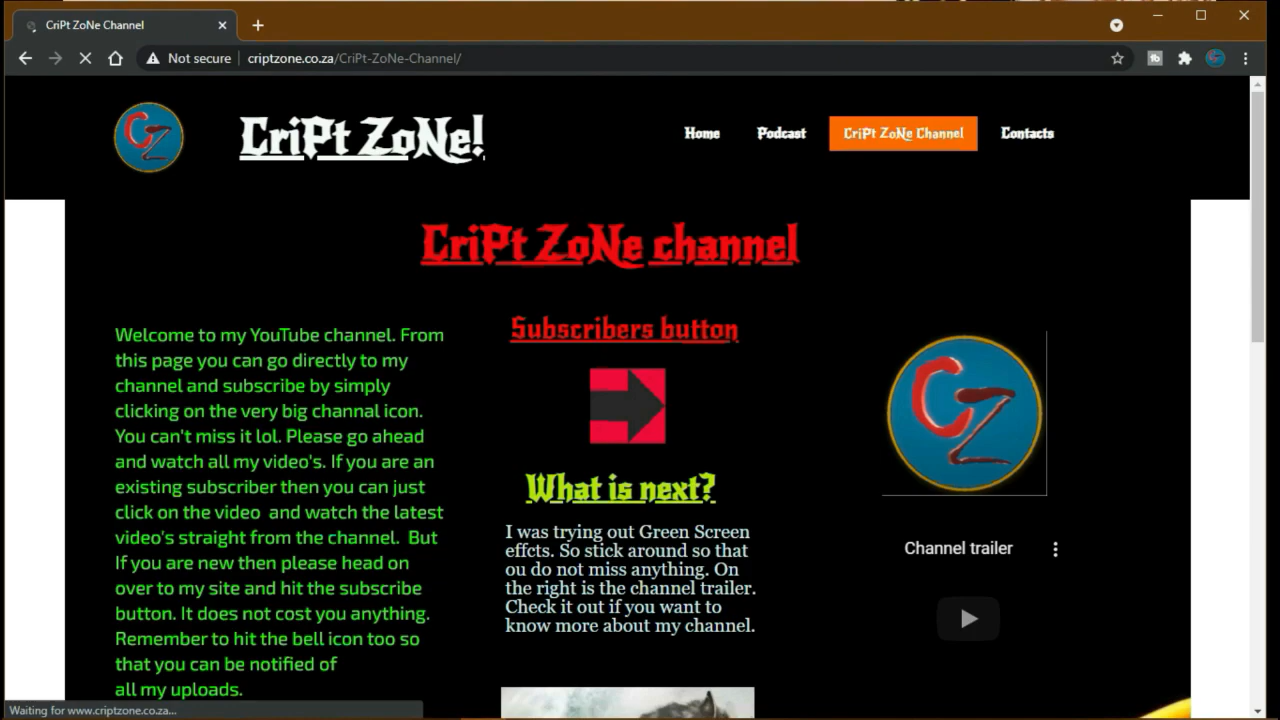 CriPt ZoNe Channel
Not secure
criptzone.co.za/CriPt-ZoNe-Channel/
CZ
CriPt ZoNe!
Home
Podcast
CriPt ZoNe Channel
Contacts
CriPt ZoNe channel
Welcome to my YouTube channel. From
this page you can go directly to my
channel and subscribe by simply
clicking on the very big channal icon.
You can't miss it lol. Please go ahead
and watch all my video's. If you are an
existing subscriber then you can just
click on the video  and watch the latest
video's straight from the channel.  But
If you are new then please head on
over to my site and hit the subscribe
button. It does not cost you anything.
Remember to hit the bell icon too so
that you can be notified of
all my uploads.
Subscribers button
What is next?
I was trying out Green Screen
effcts. So stick around so that
ou do not miss anything. On
the right is the channel trailer.
Check it out if you want to
know more about my channel.
CZ
Channel trailer
Waiting for www.criptzone.co.za...